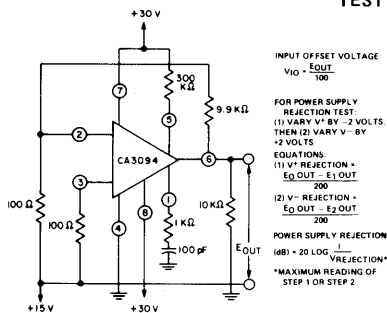 TEST
+30 V
300
KΩ
9.9 KΩ
7
5
2
CA3094
6
3
1
100 Ω
100 Ω
4
8
1 KΩ
10 KΩ
EOUT
100 pF
+15 V
+30 V
INPUT OFFSET VOLTAGE:
VIO = EOUT
100
FOR POWER SUPPLY
REJECTION TEST:
(1) VARY V+ BY -2 VOLTS;
THEN (2) VARY V- BY
+2 VOLTS
EQUATIONS:
(1) V+ REJECTION =
E0 OUT - E1 OUT
200
(2) V- REJECTION =
E0 OUT - E2 OUT
200
POWER SUPPLY REJECTION
(dB) = 20 LOG 1
VREJECTION*
*MAXIMUM READING OF
STEP 1 OR STEP 2